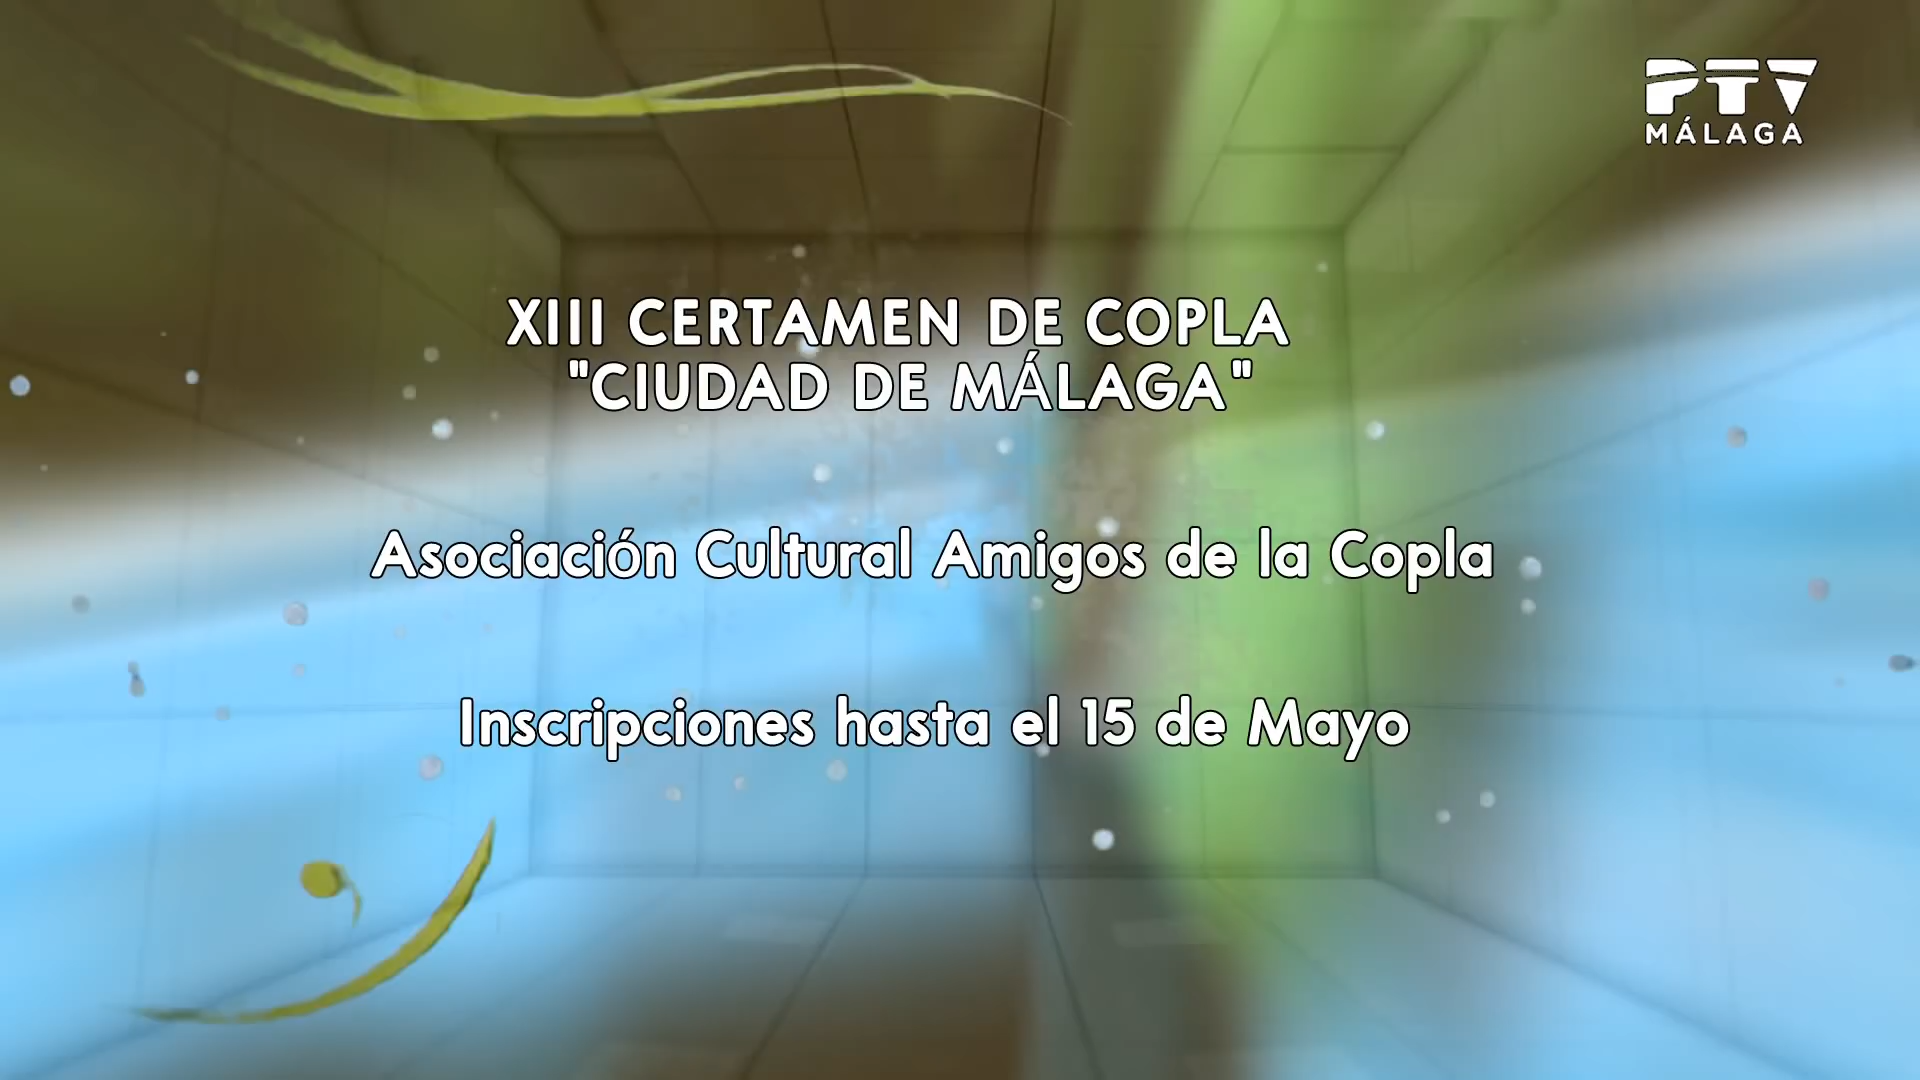 PTV
MÁLAGA
XIII CERTAMEN DE COPLA
"CIUDAD DE MÁLAGA"
Asociación Cultural Amigos de la Copla
Inscripciones hasta el 15 de Mayo